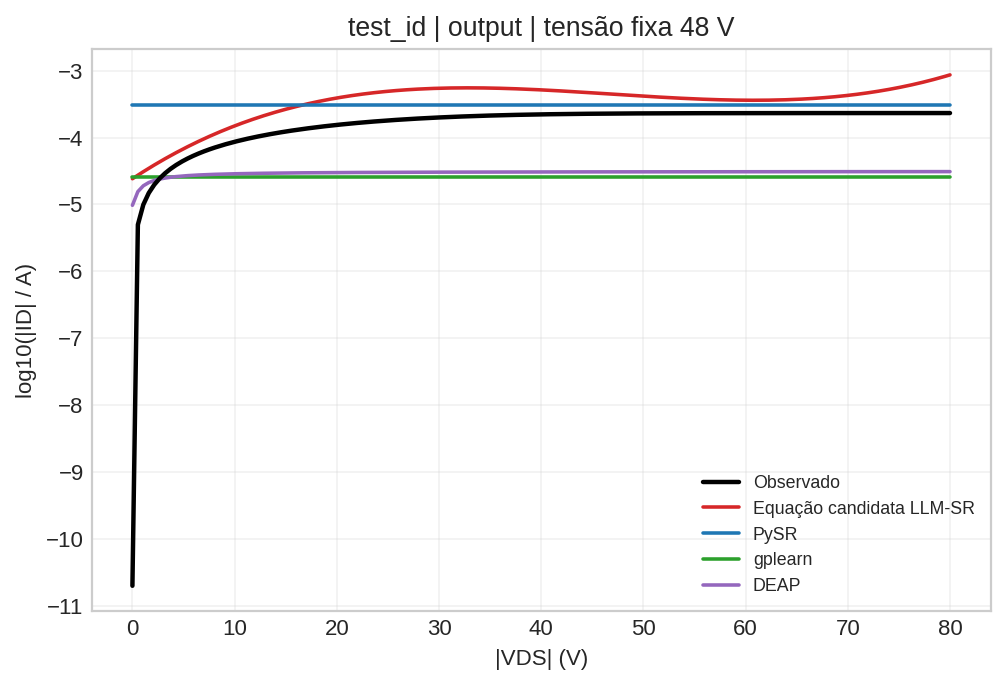 test_id | output | tensão fixa 48 V
−3
−4
−5
−6
−7
−8
−9
−10
−11
log10(|ID| / A)
Observado
Equação candidata LLM-SR
PySR
gplearn
DEAP
0 10 20 30 40 50 60 70 80
|VDS| (V)